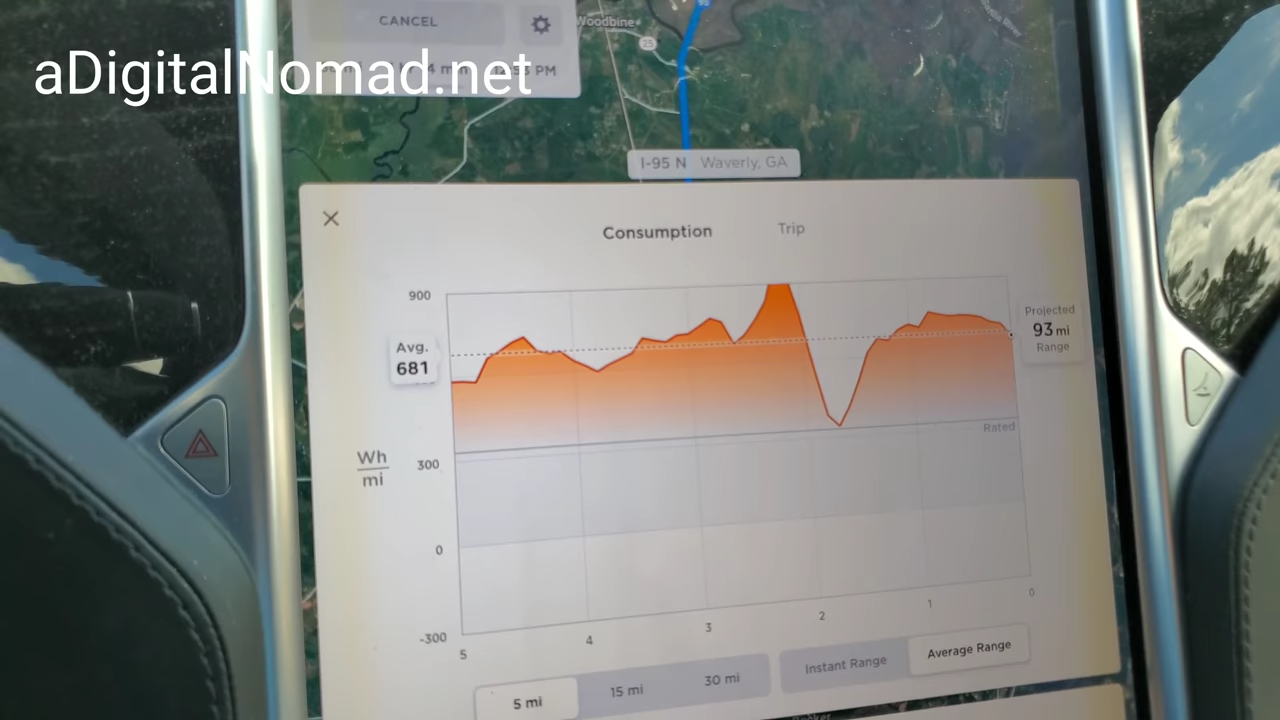 CANCEL
Woodbine
25
95
aDigitalNomad.net
PM
I-95 N Waverly, GA
Consumption
Trip
900
Avg.
681
Projected
93 mi
Range
Rated
Wh
mi
300
0
-300
5
4
3
2
1
0
5 mi
15 mi
30 mi
Instant Range
Average Range